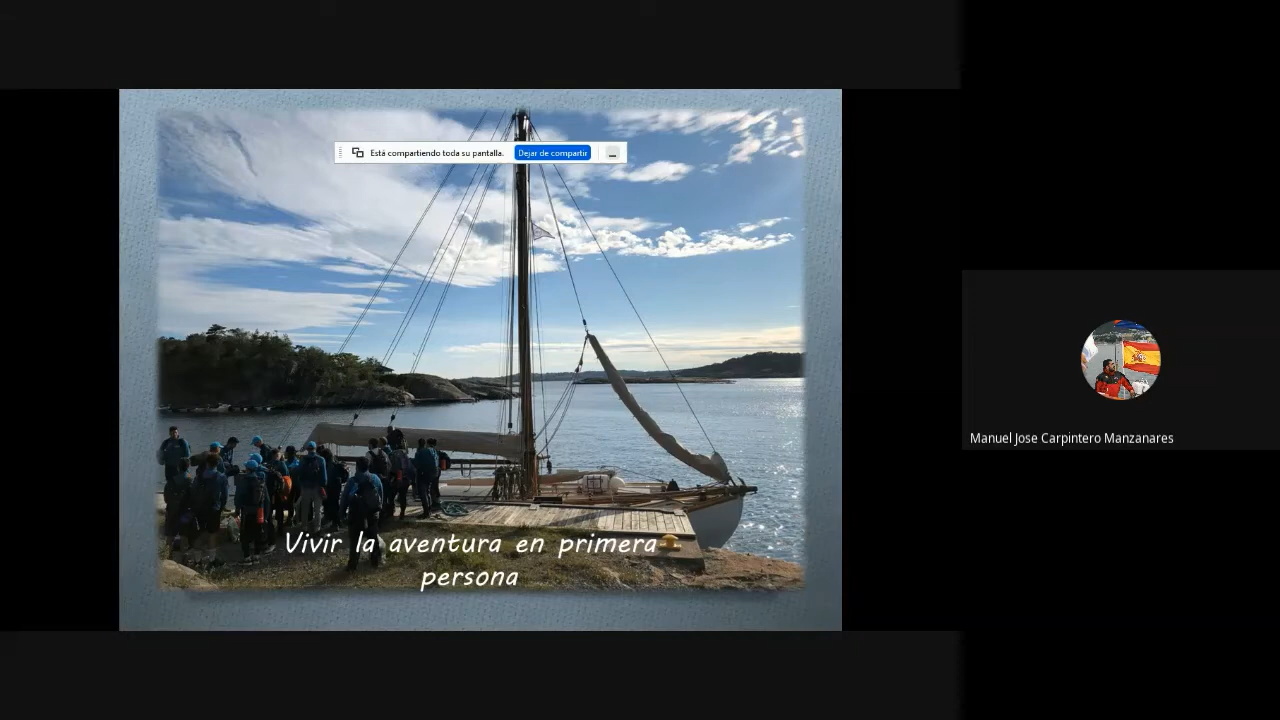 Está compartiendo toda su pantalla.
Dejar de compartir
Manuel Jose Carpintero Manzanares
Vivir la aventura en primera
persona